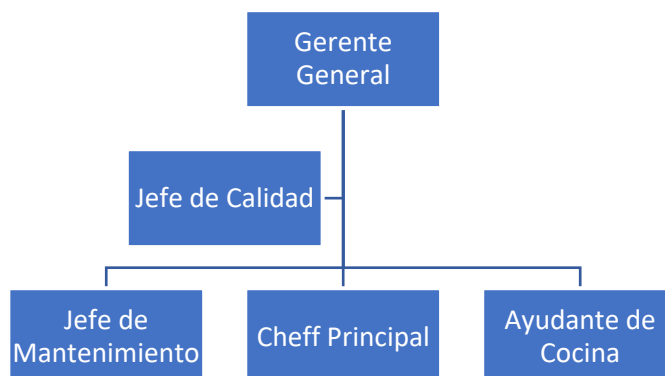 Gerente
General
Jefe de Calidad
Jefe de
Mantenimiento
Cheff Principal
Ayudante de
Cocina